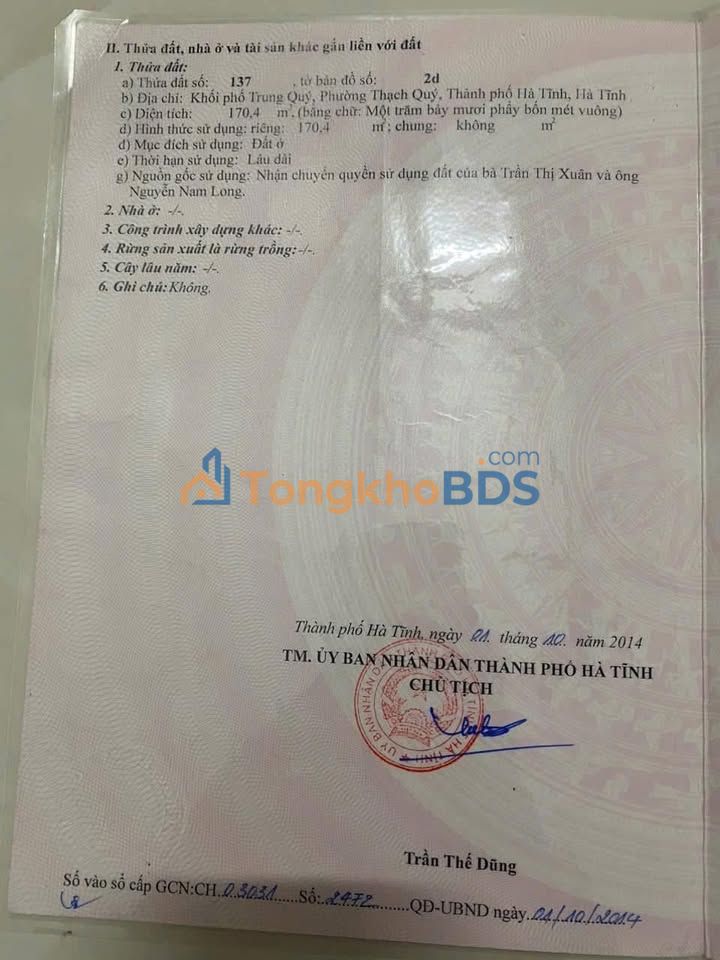 II. Thửa đất, nhà ở và tài sản khác gắn liền với đất
1. Thửa đất:
a) Thửa đất số: 137 , tờ bản đồ số: 2d
b) Địa chỉ: Khối phố Trung Quý, Phường Thạch Quý, Thành phố Hà Tĩnh, Hà Tĩnh
c) Diện tích: 170,4 m². (bằng chữ: Một trăm bảy mươi phẩy bốn mét vuông)
d) Hình thức sử dụng: riêng: 170,4 m²; chung: không m²
đ) Mục đích sử dụng: Đất ở
e) Thời hạn sử dụng: Lâu dài
g) Nguồn gốc sử dụng: Nhận chuyển quyền sử dụng đất của bà Trần Thị Xuân và ông
Nguyễn Nam Long.
2. Nhà ở: -/-.
3. Công trình xây dựng khác: -/-.
4. Rừng sản xuất là rừng trồng:-/-.
5. Cây lâu năm: -/-.
6. Ghi chú:Không.
TongkhoBDS.com
Thành phố Hà Tĩnh, ngày 01. tháng 10. năm 2014
TM. ỦY BAN NHÂN DÂN THÀNH PHỐ HÀ TĨNH
CHỦ TỊCH
Trần Thế Dũng
Số vào sổ cấp GCN:CH.03031......Số:.2472.........QĐ-UBND ngày.01/10/2014